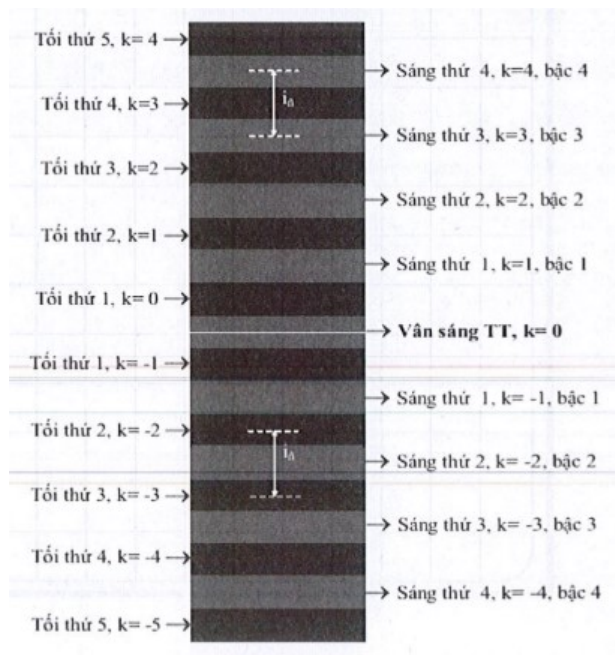 Tối thứ 5, k= 4
Sáng thứ 4, k=4, bậc 4
Tối thứ 4, k=3
Sáng thứ 3, k=3, bậc 3
Tối thứ 3, k=2
Sáng thứ 2, k=2, bậc 2
Tối thứ 2, k=1
Sáng thứ 1, k=1, bậc 1
Tối thứ 1, k= 0
Vân sáng TT, k= 0
Tối thứ 1, k= -1
Sáng thứ 1, k= -1, bậc 1
Tối thứ 2, k= -2
Sáng thứ 2, k= -2, bậc 2
Tối thứ 3, k= -3
Sáng thứ 3, k= -3, bậc 3
Tối thứ 4, k= -4
Sáng thứ 4, k= -4, bậc 4
Tối thứ 5, k= -5